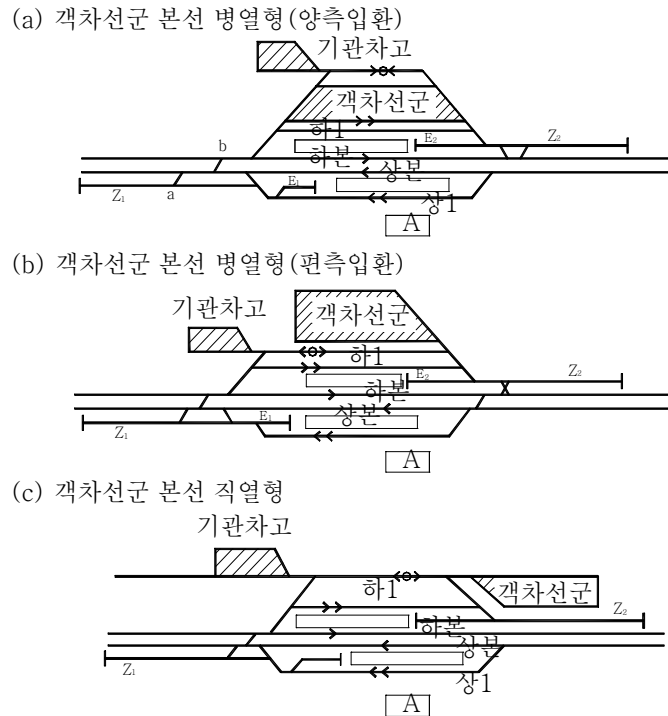 (a) 객차선군 본선 병열형(양측입환)
기관차고
객차선군
하1
E₂
Z₂
b
하본
상본
Z₁
a
E₁
상1
A
(b) 객차선군 본선 병열형(편측입환)
기관차고
객차선군
하1
E₂
Z₂
하본
상본
E₁
Z₁
A
(c) 객차선군 본선 직열형
기관차고
하1
객차선군
Z₂
하본
상본
Z₁
상1
A